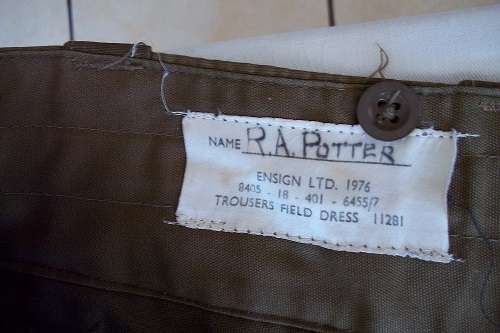 NAME R.A. POTTER
ENSIGN LTD. 1976
8405 - 18 - 401 - 6455/7
TROUSERS FIELD DRESS 11281